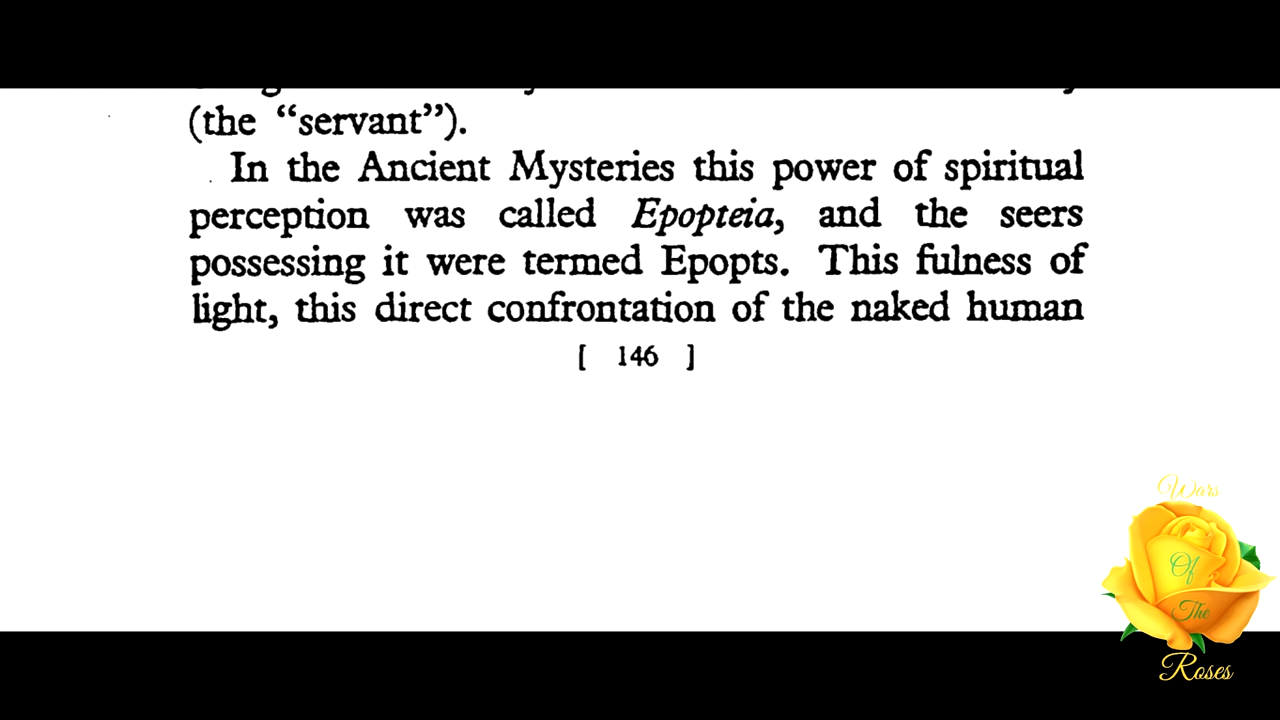 (the “servant”).
In the Ancient Mysteries this power of spiritual
perception was called Epopteia, and the seers
possessing it were termed Epopts. This fulness of
light, this direct confrontation of the naked human
[ 146 ]
Wars
Of
The
Roses